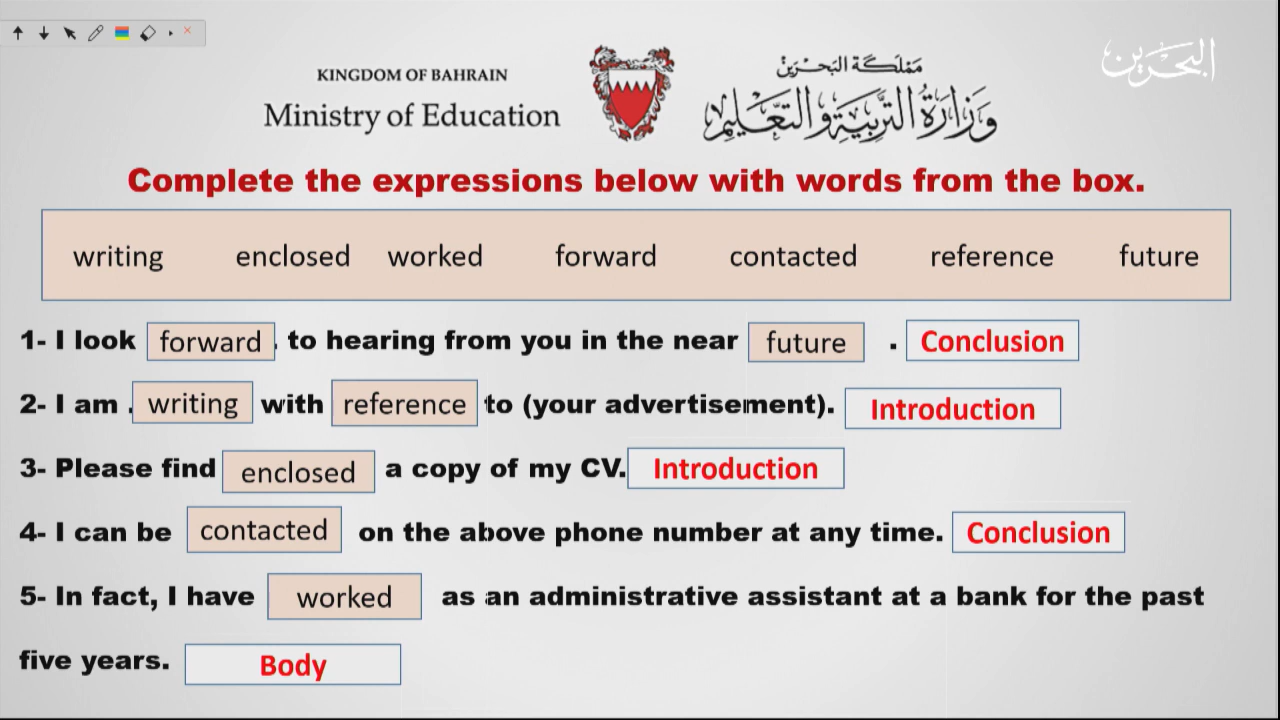 البحرين
KINGDOM OF BAHRAIN
Ministry of Education
مملكة البحرين
وزارة التربية والتعليم
Complete the expressions below with words from the box.
writing enclosed worked forward contacted reference future
1- I look forward . to hearing from you in the near future . Conclusion
2- I am . writing with reference to (your advertisement). Introduction
3- Please find enclosed a copy of my CV. Introduction
4- I can be contacted on the above phone number at any time. Conclusion
5- In fact, I have worked as an administrative assistant at a bank for the past
five years. Body